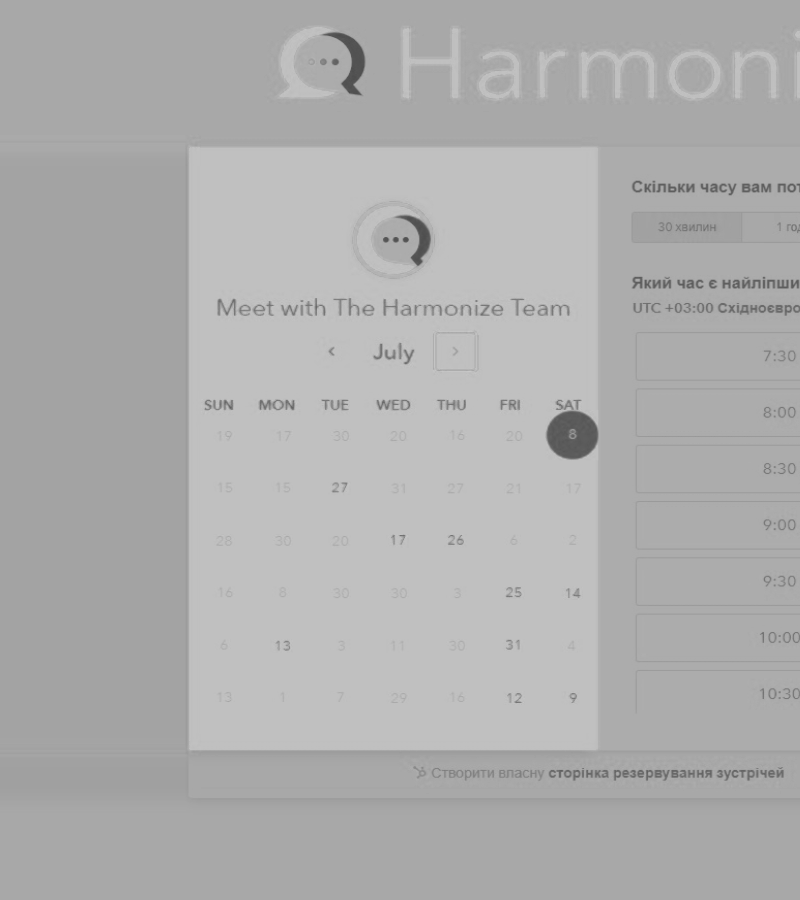 Harmoni
Meet with The Harmonize Team
July
SUN MON TUE WED THU FRI SAT
19 17 30 20 16 20 8
15 15 27 31 27 21 17
28 30 20 17 26 6 2
16 8 30 30 3 25 14
6 13 3 11 30 31 4
13 1 7 29 16 12 9
Скільки часу вам пот
30 хвилин 1 год
Який час є найліпши
UTC +03:00 Східноєвро
7:30
8:00
8:30
9:00
9:30
10:00
10:30
Створити власну сторінка резервування зустрічей